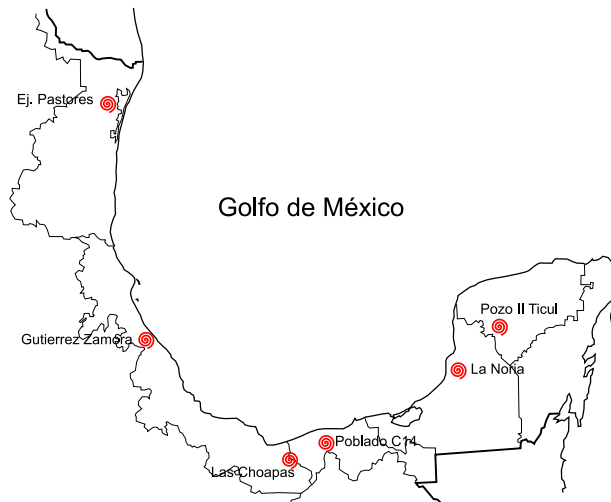 Ej. Pastores
Golfo de México
Pozo II Ticul
Gutierrez Zamora
La Noria
Poblado C14
Las Choapas